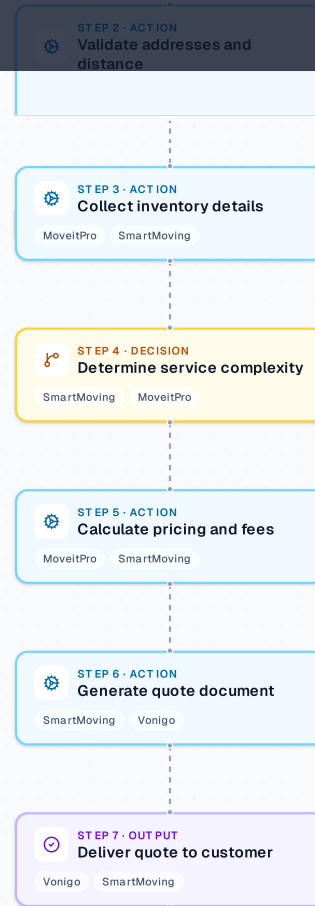 STEP 2 · ACTION
Validate addresses and
distance
STEP 3 · ACTION
Collect inventory details
MoveitPro SmartMoving
STEP 4 · DECISION
Determine service complexity
SmartMoving MoveitPro
STEP 5 · ACTION
Calculate pricing and fees
MoveitPro SmartMoving
STEP 6 · ACTION
Generate quote document
SmartMoving Vonigo
STEP 7 · OUTPUT
Deliver quote to customer
Vonigo SmartMoving